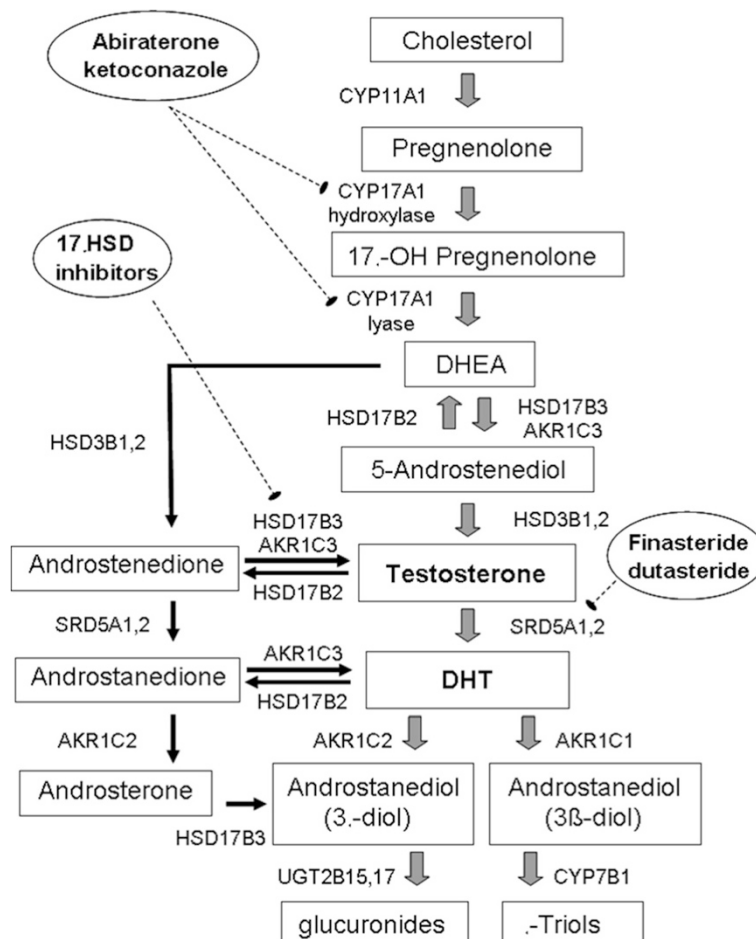 Abiraterone
ketoconazole
Cholesterol
CYP11A1
Pregnenolone
CYP17A1
hydroxylase
17.HSD
inhibitors
17.-OH Pregnenolone
CYP17A1
lyase
DHEA
HSD17B2
HSD17B3
AKR1C3
HSD3B1,2
5-Androstenediol
HSD17B3
AKR1C3
HSD3B1,2
Finasteride
dutasteride
Androstenedione
Testosterone
HSD17B2
SRD5A1,2
SRD5A1,2
AKR1C3
Androstanedione
DHT
HSD17B2
AKR1C2
AKR1C2
AKR1C1
Androsterone
Androstanediol
(3.-diol)
Androstanediol
(3ß-diol)
HSD17B3
UGT2B15,17
CYP7B1
glucuronides
.-Triols